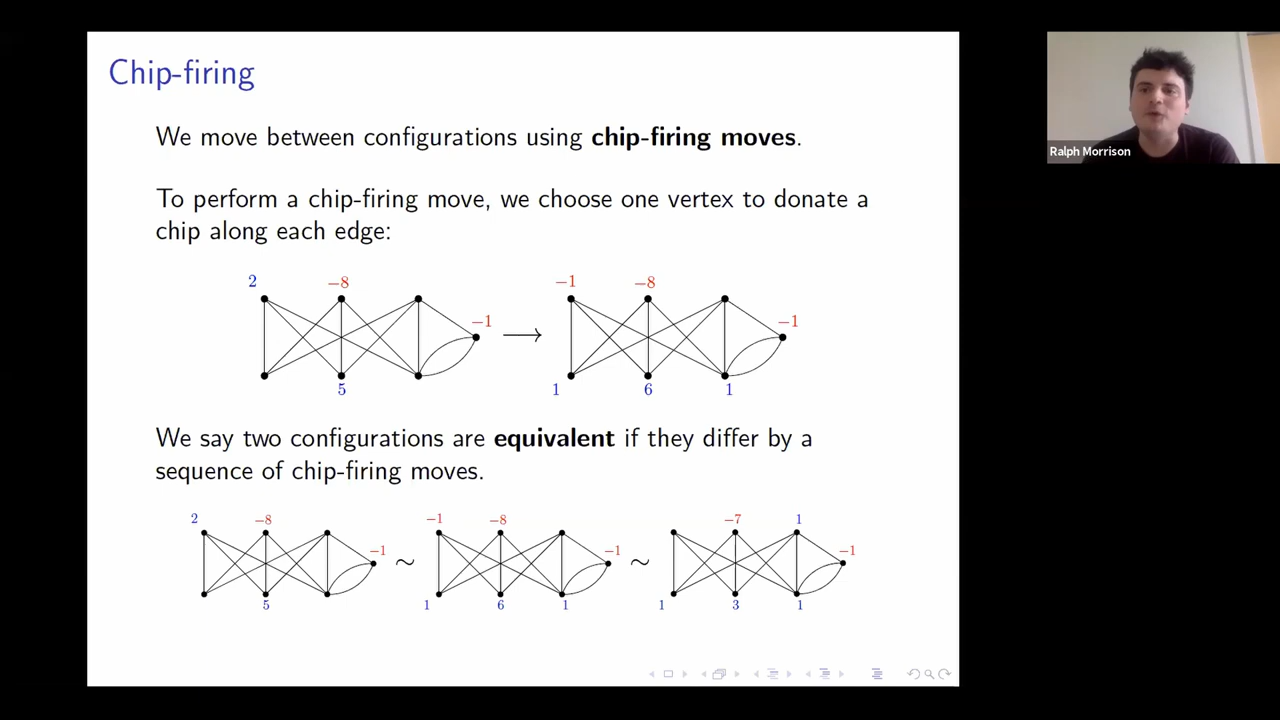 Chip-firing
We move between configurations using chip-firing moves.
To perform a chip-firing move, we choose one vertex to donate a
chip along each edge:
2 −8 −1 −8
−1 −1
5 1 6 1
We say two configurations are equivalent if they differ by a
sequence of chip-firing moves.
2 −8 −1 −8 −7 1
−1 ∼ −1 ∼ −1
5 1 6 1 1 3 1
Ralph Morrison